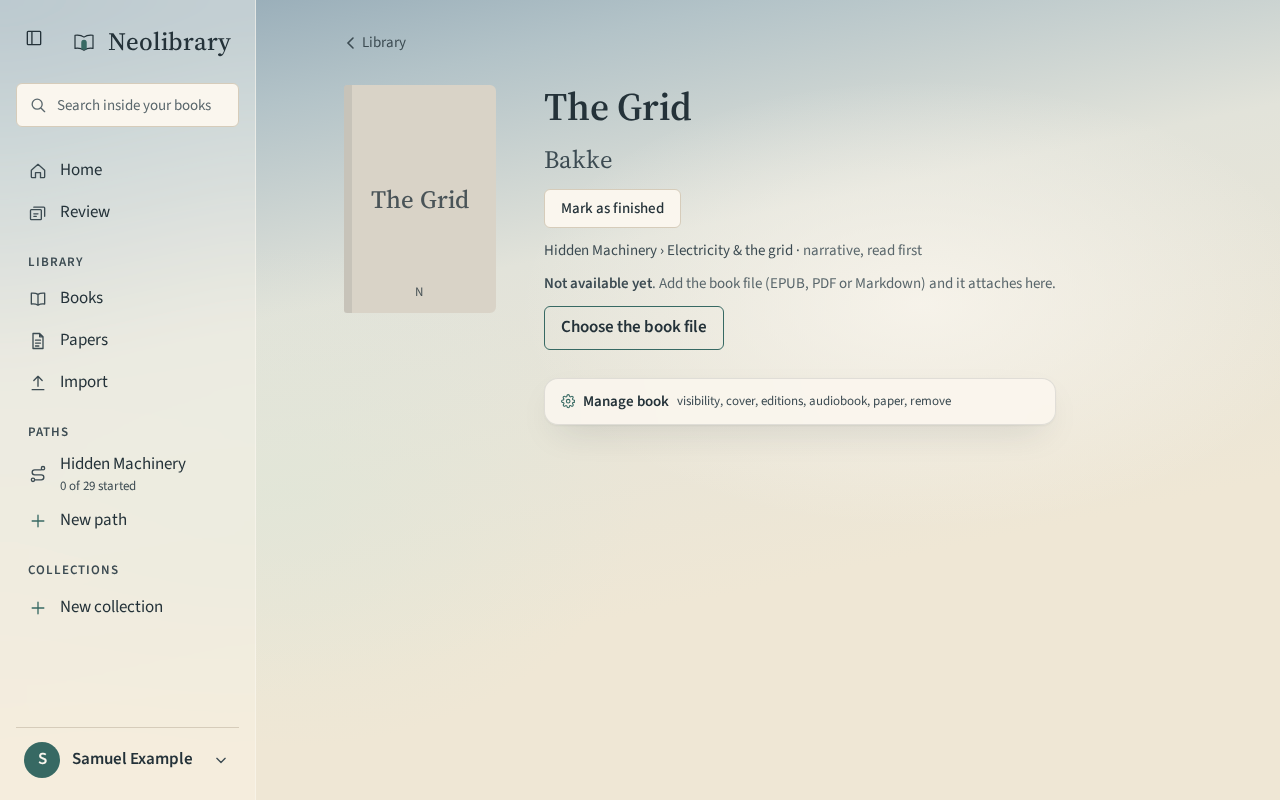 Neolibrary
Search inside your books
Home
Review
LIBRARY
Books
Papers
Import
PATHS
Hidden Machinery
0 of 29 started
New path
COLLECTIONS
New collection
S
Samuel Example
Library
The Grid
N
The Grid
Bakke
Mark as finished
Hidden Machinery › Electricity & the grid · narrative, read first
Not available yet. Add the book file (EPUB, PDF or Markdown) and it attaches here.
Choose the book file
Manage book visibility, cover, editions, audiobook, paper, remove